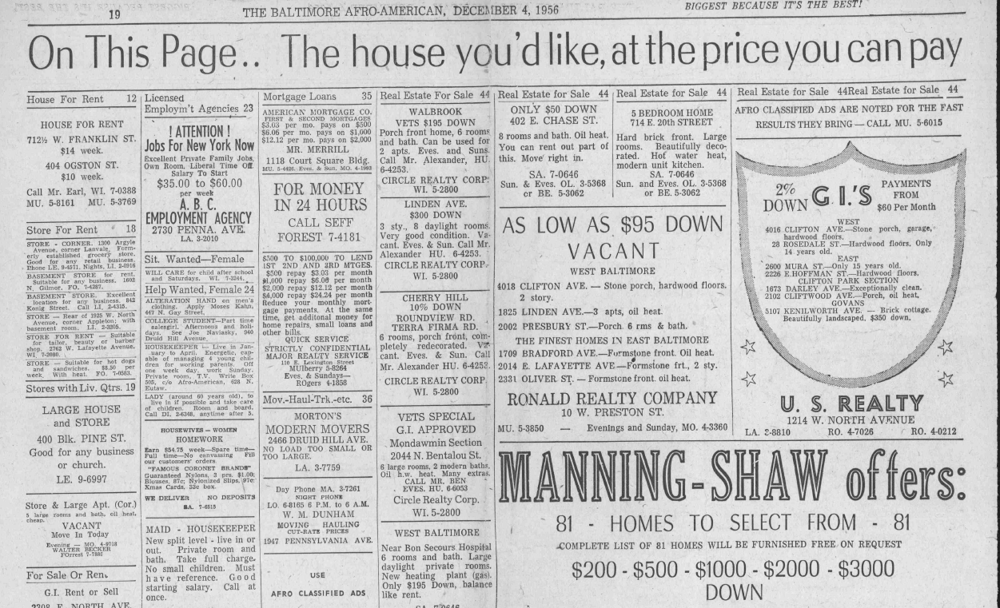 19
THE BALTIMORE AFRO-AMERICAN, DECEMBER 4, 1956
BIGGEST BECAUSE IT'S THE BEST!
On This Page.. The house you'd like, at the price you can pay
House For Rent 12
HOUSE FOR RENT
712½ W. FRANKLIN ST.
$14 week.
404 OGSTON ST.
$10 week.
Call Mr. Earl, WI. 7-0388
MU. 5-8161 MU. 5-3769
Store For Rent 18
STORE - CORNER. 1300 Argyle
Avenue, corner Lanvale, Form-
erly established grocery store.
Good for any retail business.
Phone LE. 9-4571. Nights, LI. 2-0916
BASEMENT STORE for rent.
Suitable for any business. 1602
N. Gilmor. FO. 7-4287.
BASEMENT STORE. Excellent
location for any business. 842
Konig Street. Call LI. 2-4315.
STORE — Rear of 1925 W. North
Avenue, corner Appleton; with
basement room. LI. 2-3205.
STORE FOR RENT — Suitable
for tailor, beauty or barber
shop. 2762 W. Lafayette Avenue.
WI. 7-2080.
STORE — Suitable for hot dogs
and sandwiches. $8.50 per
week. With heat. FO. 7-0583.
Stores with Liv. Qtrs. 19
LARGE HOUSE
and STORE
400 Blk. PINE ST.
Good for any business
or church.
LE. 9-6997
Store & Large Apt. (Cor.)
5 large rooms and bath, oil heat,
cheap.
VACANT
Move In Today
Evening — MO. 4-9718
WALTER BECKER
FOrrest 7-7886
For Sale Or Rent
G.I. Rent or Sell
2308 E. NORTH AVE.
Licensed
Employm't Agencies 23
! ATTENTION !
Jobs For New York Now
Excellent Private Family Jobs,
Own Room, Liberal Time Off.
Salary To Start
$35.00 to $60.00
per week
A. B. C.
EMPLOYMENT AGENCY
2730 PENNA. AVE.
LA. 3-2010
Sit. Wanted—Female
WILL CARE for child after school
and Saturdays. WI. 7-3244.
Help Wanted, Female 24
ALTERATION HAND on men's
clothing. Apply Moses Kahn,
447 N. Gay Street.
COLLEGE STUDENT—Part time
salesgirl. Afternoons and holi-
days. See Joe Naviasky, 940
Druid Hill Avenue.
HOUSEKEEPER — Live in Jan-
uary to April. Energetic, cap-
able of managing 4 young chil-
dren for working parents. Off
one week day, work Sunday.
Private room, T.V. Write Box
505, c/o Afro-American, 628 N.
Eutaw.
LADY (around 60 years old), to
live in if possible and take care
of children. Room and board.
Call DI. 2-6348, anytime after 5.
HOUSEWIVES — WOMEN
HOMEWORK
Earn $54.75 week—Spare time—
Full time—No canvassing Fill
our customers' orders
"FAMOUS CORONET BRANDS"
Guaranteed Nylons, 3 prs. $1.00;
Blouses, 87c; Nylonized Slips, 97c;
Xmas Cards, 33c box.
WE DELIVER NO DEPOSITS
SA. 7-6515
MAID - HOUSEKEEPER
New split level - live in or
out. Private room and
bath. Take full charge.
No small children. Must
have reference. Good
starting salary. Call at
once.
Mortgage Loans 35
AMERICAN MORTGAGE CO.
FIRST & SECOND MORTGAGES
$3.03 per mo. pays on $500
$6.06 per mo. pays on $1,000
$12.12 per mo. pays on $2,000
MR. MERRILL
1118 Court Square Bldg.
MU. 5-4426. Eves. & Sun. MO. 4-1993
FOR MONEY
IN 24 HOURS
CALL SEFF
FOREST 7-4181
$500 TO $100,000 TO LEND
1ST 2ND AND 3RD MTGES.
$500 repay $3.03 per month
$1,000 repay $6.06 per month
$2,000 repay $12.12 per month
$4,000 repay $24.24 per month
Reduce your monthly mort-
gage payments. At the same
time, get additonal money for
home repairs, small loans and
other bills.
QUICK SERVICE
STRICTLY CONFIDENTIAL
MAJOR REALTY SERVICE
110 E. Lexington Street
MUlberry 5-8264
Eves. & Sundays—
ROgers 4-1858
Mov.-Haul-Trk.-etc. 36
MORTON'S
MODERN MOVERS
2466 DRUID HILL AVE.
NO LOAD TOO SMALL OR
TOO LARGE.
LA. 3-7759
Day Phone MA. 3-7261
NIGHT PHONE
LO. 6-8165 6 P.M. to 6 A.M.
W. M. DUNHAM
MOVING HAULING
CUT-RATE PRICES
1947 PENNSYLVANIA AVE.
USE
AFRO CLASSIFIED ADS
Real Estate For Sale 44
WALBROOK
VETS $195 DOWN
Porch front home, 6 rooms
and bath. Can be used for
2 apts. Eves. and Suns.
Call Mr. Alexander, HU.
6-4253.
CIRCLE REALTY CORP.
WI. 5-2800
LINDEN AVE.
$300 DOWN
3 sty., 8 daylight rooms.
Very good condition. Va-
cant. Eves. & Sun. Call Mr.
Alexander HU. 6-4253.
CIRCLE REALTY CORP.
WI. 5-2800
CHERRY HILL
10% DOWN
ROUNDVIEW RD.
TERRA FIRMA RD.
6 rooms, porch front, com-
pletely redecorated. Va-
cant. Eves. & Sun. Call
Mr. Alexander HU. 6-4253.
CIRCLE REALTY CORP.
WI. 5-2800
VETS SPECIAL
G.I. APPROVED
Mondawmin Section
2044 N. Bentalou St.
6 large rooms, 2 modern baths.
Oil h.w. heat. Many extras.
CALL MR. BEN
EVES. HU. 6-6053
Circle Realty Corp.
WI. 5-2800
WEST BALTIMORE
Near Bon Secours Hospital
6 rooms and bath. Large
daylight private rooms.
New heating plant (gas).
Only $195 Down, balance
like rent.
SA. 7-0646
Real Estate for Sale 44
ONLY $50 DOWN
402 E. CHASE ST.
8 rooms and bath. Oil heat.
You can rent out part of
this. Move right in.
SA. 7-0646
Sun. & Eves. OL. 3-5368
or BE. 5-3062
Real Estate for Sale 44
5 BEDROOM HOME
714 E. 20th STREET
Hard brick front. Large
rooms. Beautifully deco-
rated. Hot water heat,
modern unit kitchen.
SA. 7-0646
Sun. and Eves. OL. 3-5368
or BE. 5-3062
AS LOW AS $95 DOWN
VACANT
WEST BALTIMORE
4018 CLIFTON AVE. — Stone porch, hardwood floors.
2 story.
1825 LINDEN AVE.—3 apts, oil heat.
2002 PRESBURY ST.—Porch. 6 rms & bath.
THE FINEST HOMES IN EAST BALTIMORE
1709 BRADFORD AVE.—Formstone front. Oil heat.
2014 E. LAFAYETTE AVE—Formstone frt., 2 sty.
2331 OLIVER ST. - Formstone front. oil heat.
RONALD REALTY COMPANY
10 W. PRESTON ST.
MU. 5-3850 — Evenings and Sunday, MO. 4-3360
Real Estate For Sale 44Real Estate for Sale 44
AFRO CLASSIFIED ADS ARE NOTED FOR THE FAST
RESULTS THEY BRING — CALL MU. 5-6015
2% DOWN
G.I.'S
PAYMENTS
FROM
$60 Per Month
WEST
4016 CLIFTON AVE.—Stone porch, garage,
hardwood floors.
28 ROSEDALE ST.—Hardwood floors. Only
14 years old.
EAST
2600 MURA ST.—Only 15 years old.
2226 E.HOFFMAN ST.—Hardwood floors.
CLIFTON PARK SECTION
1673 DARLEY AVE.—Exceptionally clean.
2102 CLIFTWOOD AVE.—Porch, oil heat.
GOVANS
5107 KENILWORTH AVE. — Brick cottage.
Beautifully landscaped. $350 down.
U. S. REALTY
1214 W. NORTH AVENUE
LA. 3-8810 RO. 4-7026 RO. 4-0212
MANNING-SHAW offers:
81 - HOMES TO SELECT FROM - 81
COMPLETE LIST OF 81 HOMES WILL BE FURNISHED FREE ON REQUEST
$200 - $500 - $1000 - $2000 - $3000
DOWN